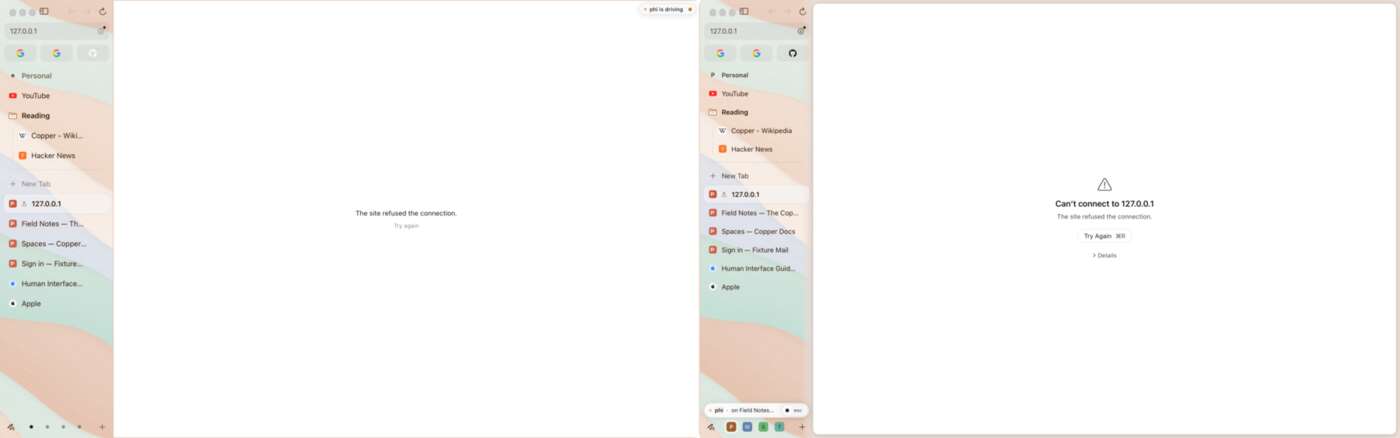 phi is driving
127.0.0.1
Personal
YouTube
Reading
Copper - Wiki...
Hacker News
New Tab
127.0.0.1
Field Notes — Th...
Spaces — Copper...
Sign in — Fixture...
Human Interface...
Apple
The site refused the connection.
Try again
127.0.0.1
P Personal
YouTube
Reading
Copper - Wikipedia
Hacker News
New Tab
127.0.0.1
Field Notes — The Cop...
Spaces — Copper Docs
Sign in — Fixture Mail
Human Interface Guid...
Apple
phi · on Field Notes... esc
P
Can't connect to 127.0.0.1
The site refused the connection.
Try Again ⌘R
> Details